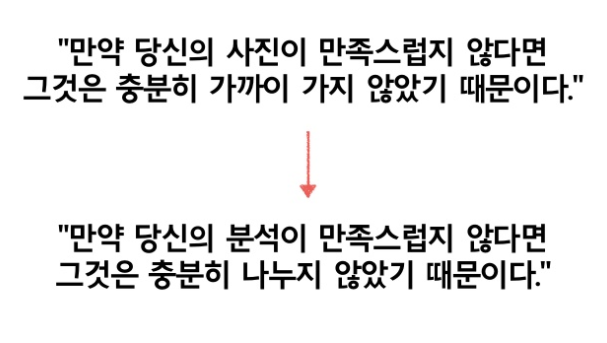 "만약 당신의 사진이 만족스럽지 않다면
그것은 충분히 가까이 가지 않았기 때문이다."
"만약 당신의 분석이 만족스럽지 않다면
그것은 충분히 나누지 않았기 때문이다."